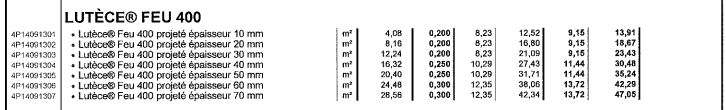 LUTÈCE® FEU 400
4P14091301 • Lutèce® Feu 400 projeté épaisseur 10 mm m² 4,08 0,200 8,23 12,52 9,15 13,91
4P14091302 • Lutèce® Feu 400 projeté épaisseur 20 mm m² 8,16 0,200 8,23 16,80 9,15 18,67
4P14091303 • Lutèce® Feu 400 projeté épaisseur 30 mm m² 12,24 0,200 8,23 21,09 9,15 23,43
4P14091304 • Lutèce® Feu 400 projeté épaisseur 40 mm m² 16,32 0,250 10,29 27,43 11,44 30,48
4P14091305 • Lutèce® Feu 400 projeté épaisseur 50 mm m² 20,40 0,250 10,29 31,71 11,44 35,24
4P14091306 • Lutèce® Feu 400 projeté épaisseur 60 mm m² 24,48 0,300 12,35 38,06 13,72 42,29
4P14091307 • Lutèce® Feu 400 projeté épaisseur 70 mm m² 28,56 0,300 12,35 42,34 13,72 47,05